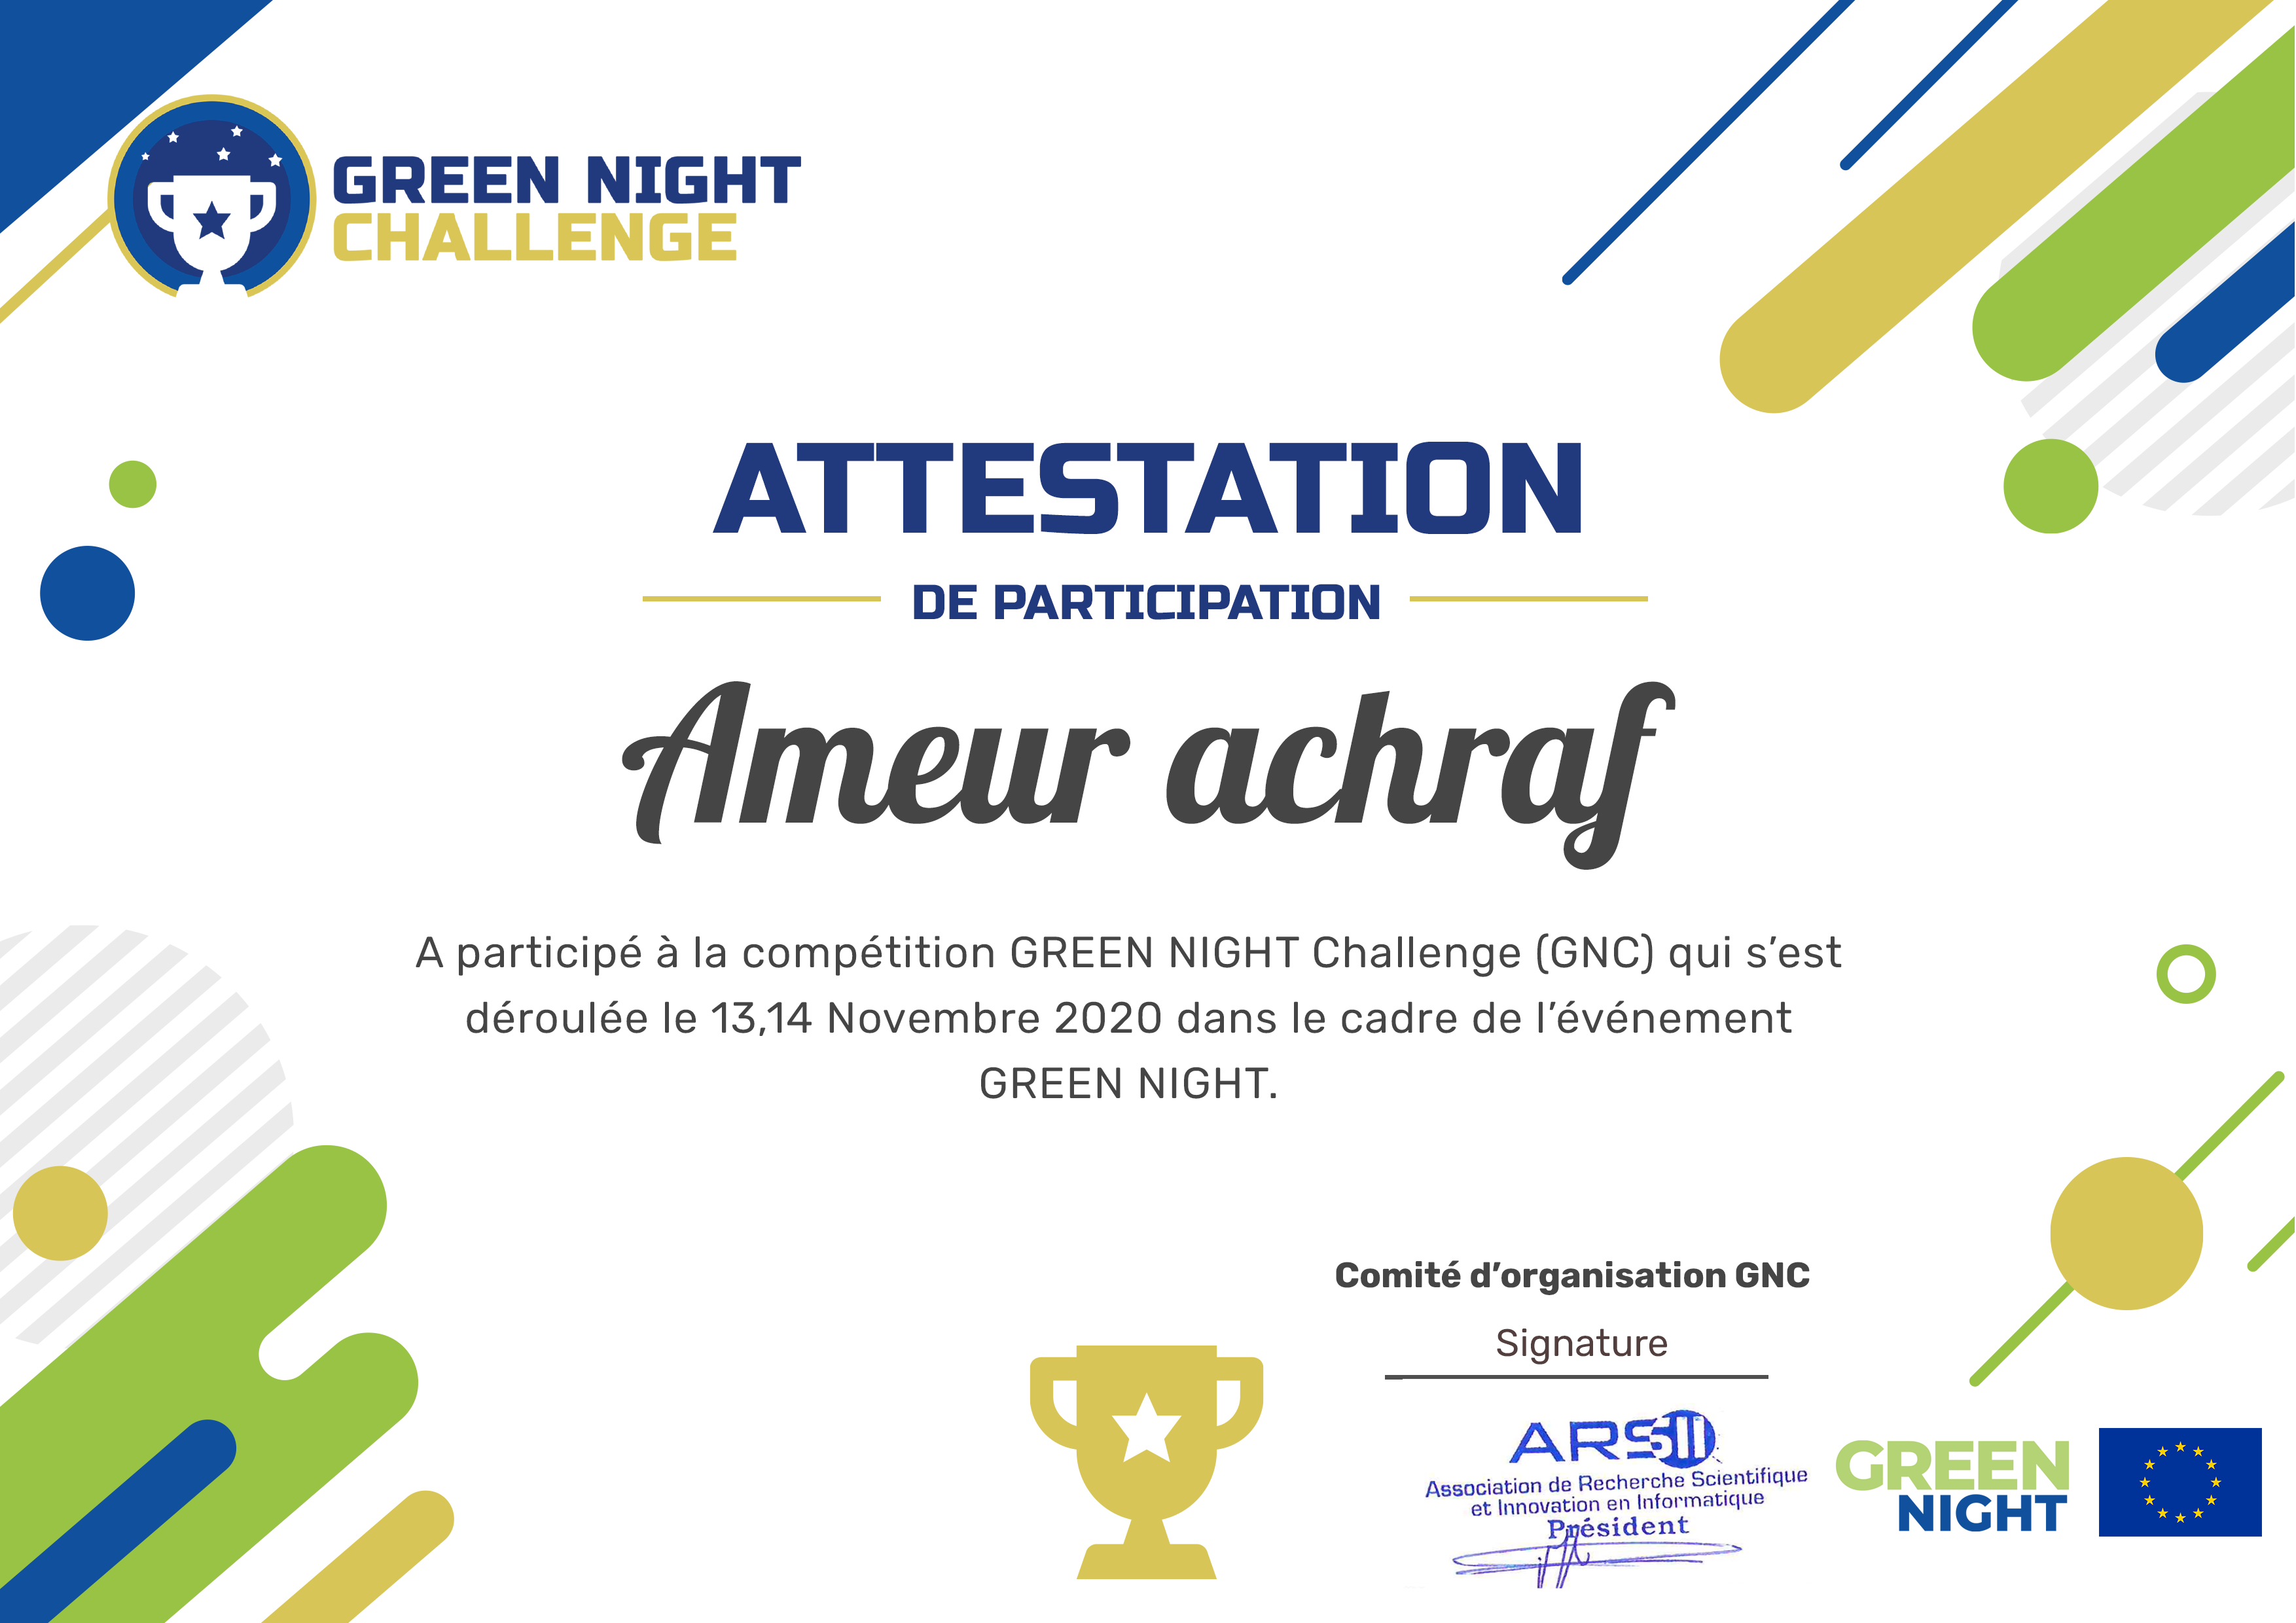 GREEN NIGHT
CHALLENGE
ATTESTATION
DE PARTICIPATION
Ameur achraf
A participé à la compétition GREEN NIGHT Challenge (GNC) qui s’est
déroulée le 13,14 Novembre 2020 dans le cadre de l’événement
GREEN NIGHT.
Comité d’organisation GNC
Signature
ARSII
Association de Recherche Scientifique
et Innovation en Informatique
Président
GREEN
NIGHT